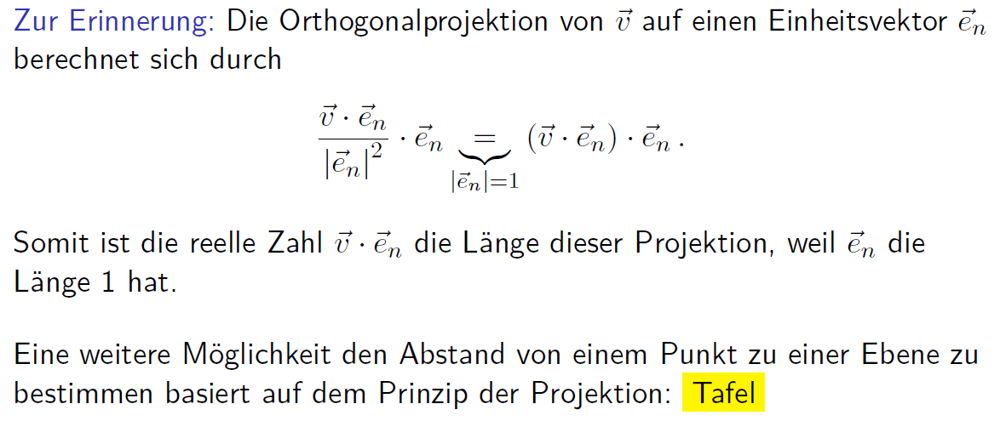 Zur Erinnerung: Die Orthogonalprojektion von $\vec{v}$ auf einen Einheitsvektor $\vec{e}_n$
berechnet sich durch
$\frac{\vec{v} \cdot \vec{e}_n}{|\vec{e}_n|^2} \cdot \vec{e}_n \underbrace{=}_{|\vec{e}_n|=1} (\vec{v} \cdot \vec{e}_n) \cdot \vec{e}_n \, .$
Somit ist die reelle Zahl $\vec{v} \cdot \vec{e}_n$ die Länge dieser Projektion, weil $\vec{e}_n$ die
Länge 1 hat.
Eine weitere Möglichkeit den Abstand von einem Punkt zu einer Ebene zu
bestimmen basiert auf dem Prinzip der Projektion: Tafel